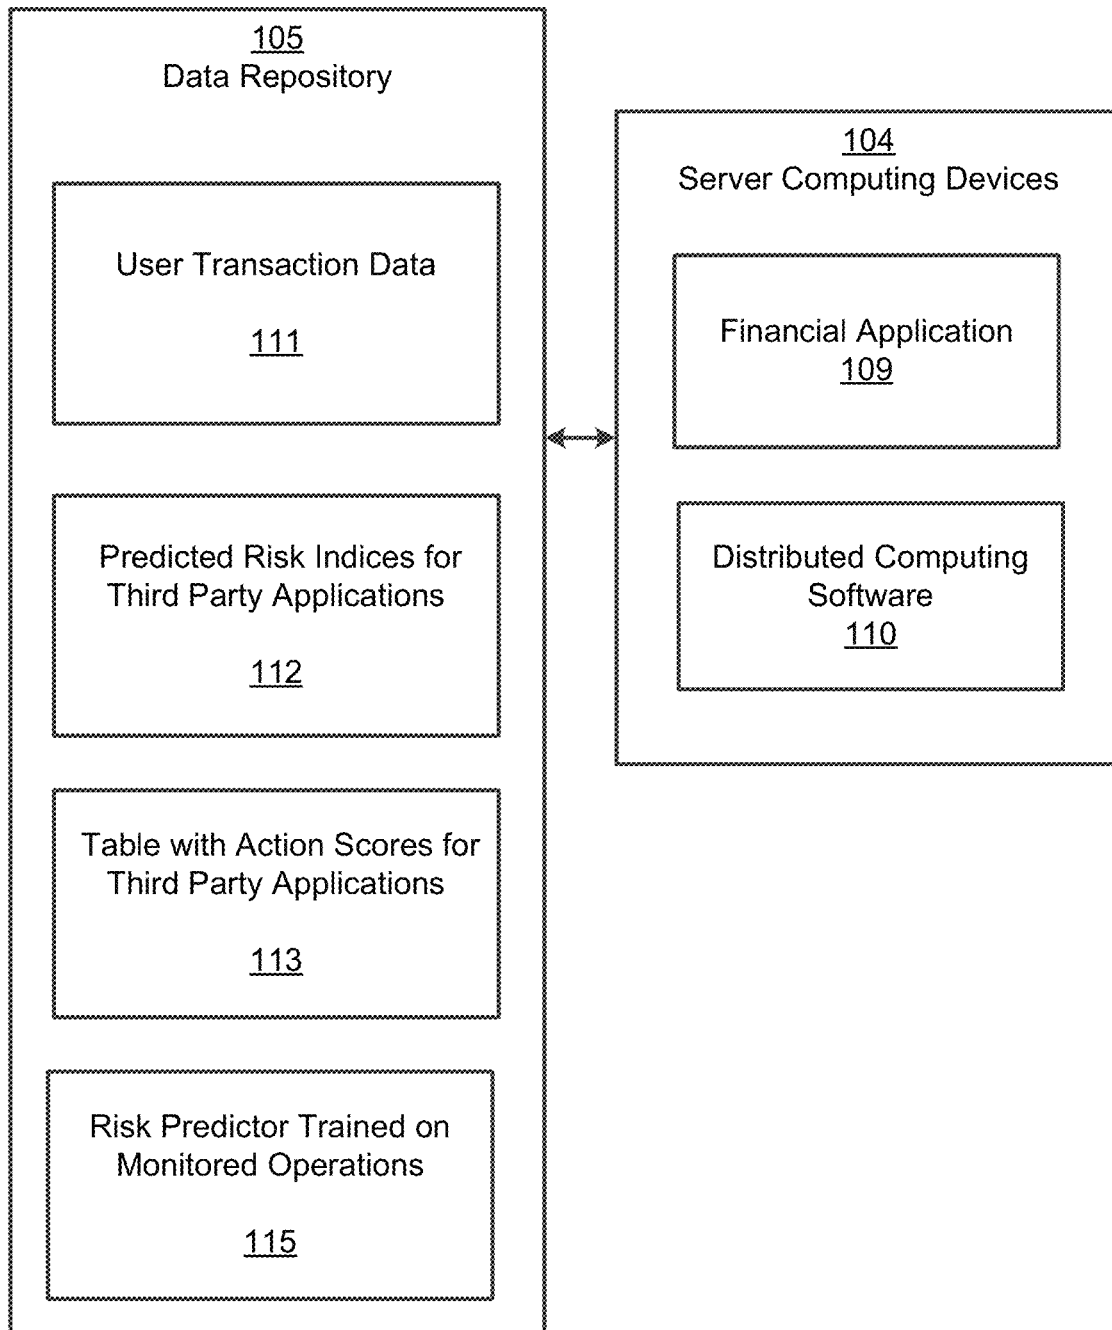 105
Data Repository
User Transaction Data
111
Predicted Risk Indices for
Third Party Applications
112
Table with Action Scores for
Third Party Applications
113
Risk Predictor Trained on
Monitored Operations
115
104
Server Computing Devices
Financial Application
109
Distributed Computing
Software
110